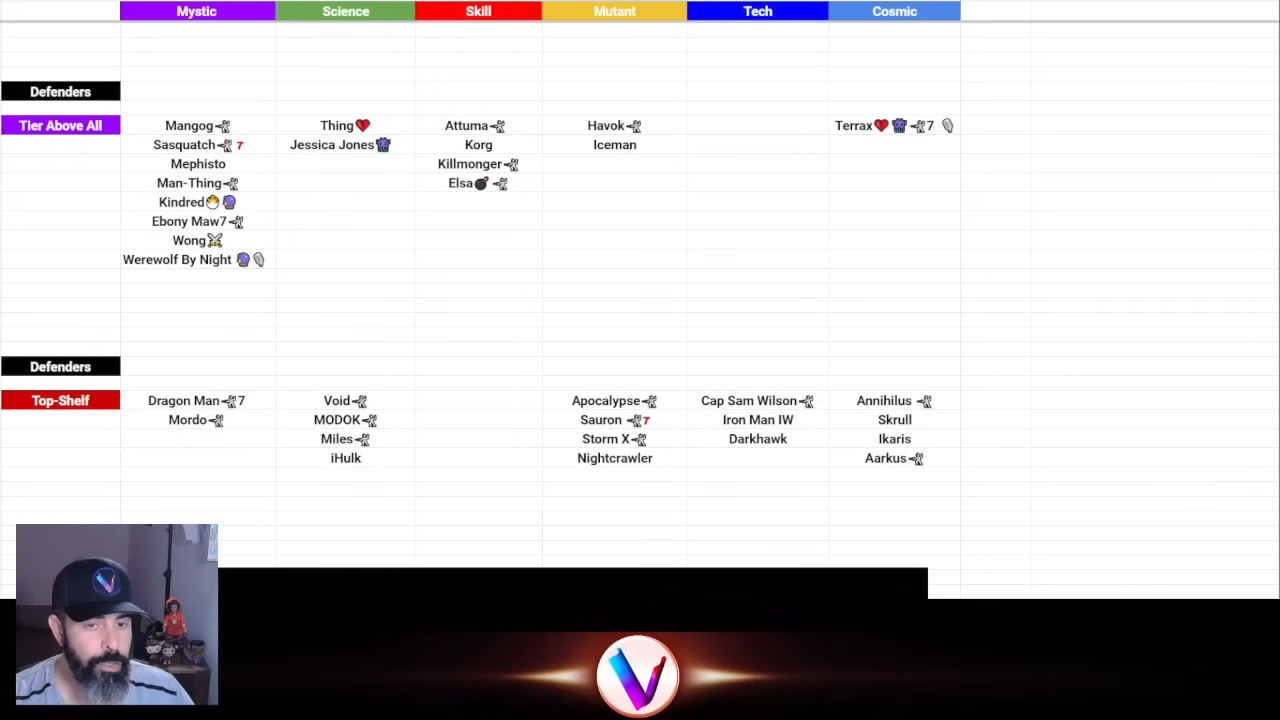 Mystic Science Skill Mutant Tech Cosmic
Defenders
Tier Above All Mangog Thing Attuma Havok Terrax 7
Sasquatch 7 Jessica Jones Korg Iceman
Mephisto Killmonger
Man-Thing Elsa
Kindred
Ebony Maw7
Wong
Werewolf By Night
Defenders
Top-Shelf Dragon Man 7 Void Apocalypse Cap Sam Wilson Annihilus
Mordo MODOK Sauron 7 Iron Man IW Skrull
Miles Storm X Darkhawk Ikaris
iHulk Nightcrawler Aarkus